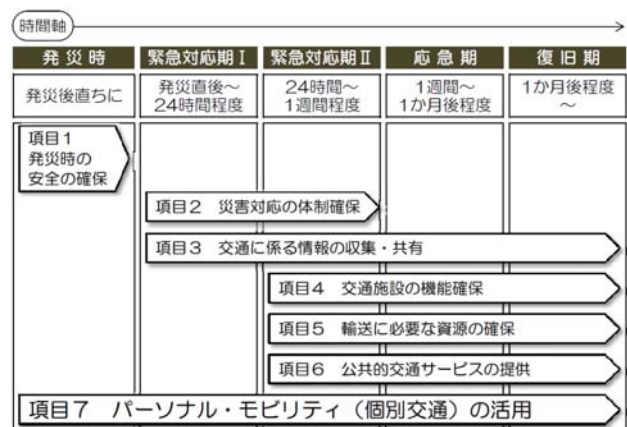 時間軸
発災時 緊急対応期Ⅰ 緊急対応期Ⅱ 応急期 復旧期
発災後直ちに
発災直後～
24時間程度
24時間～
1週間程度
1週間～
1か月後程度
1か月後程度
～
項目1
発災時の
安全の確保
項目2 災害対応の体制確保
項目3 交通に係る情報の収集・共有
項目4 交通施設の機能確保
項目5 輸送に必要な資源の確保
項目6 公共的交通サービスの提供
項目7 パーソナル・モビリティ（個別交通）の活用